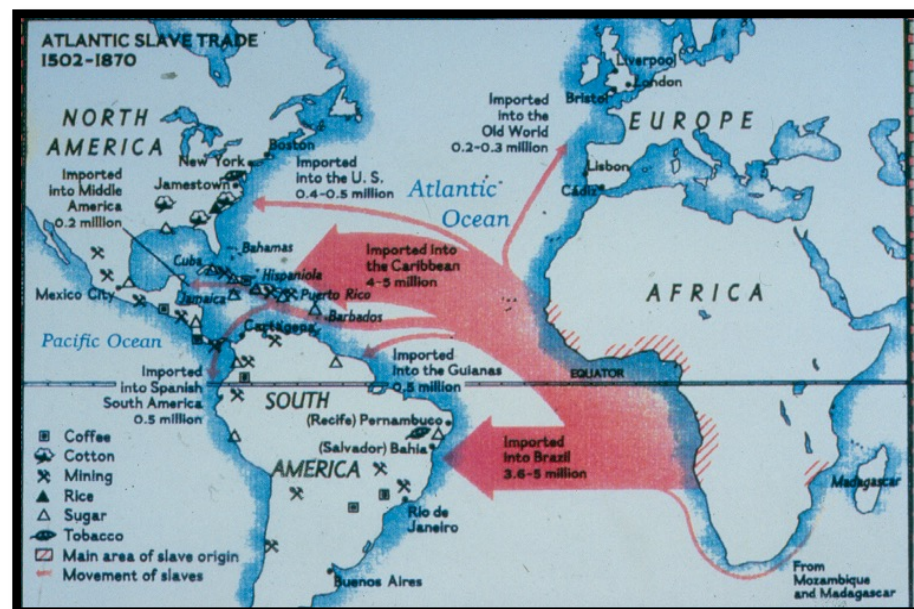 ATLANTIC SLAVE TRADE
1502-1870
NORTH
AMERICA
Imported
into Middle
America
0.2 million
New York
Boston
Jamestown
Imported
into the U. S.
0.4-0.5 million
Atlantic
Ocean
Imported
into the
Old World
0.2-0.3 million
Liverpool
London
Bristol
EUROPE
Lisbon
Cádiz
Bahamas
Cuba
Hispaniola
Jamaica
Puerto Rico
Mexico City
Barbados
Cartagena
Imported into
the Caribbean
4-5 million
AFRICA
Pacific Ocean
Imported
into Spanish
South America
0.5 million
Imported
into the Guianas
0.5 million
EQUATOR
SOUTH
AMERICA
(Recife) Pernambuco
(Salvador) Bahia
Imported
into Brazil
3.6-5 million
Madagascar
Rio de
Janeiro
Buenos Aires
From
Mozambique
and Madagascar
Coffee
Cotton
Mining
Rice
Sugar
Tobacco
Main area of slave origin
Movement of slaves